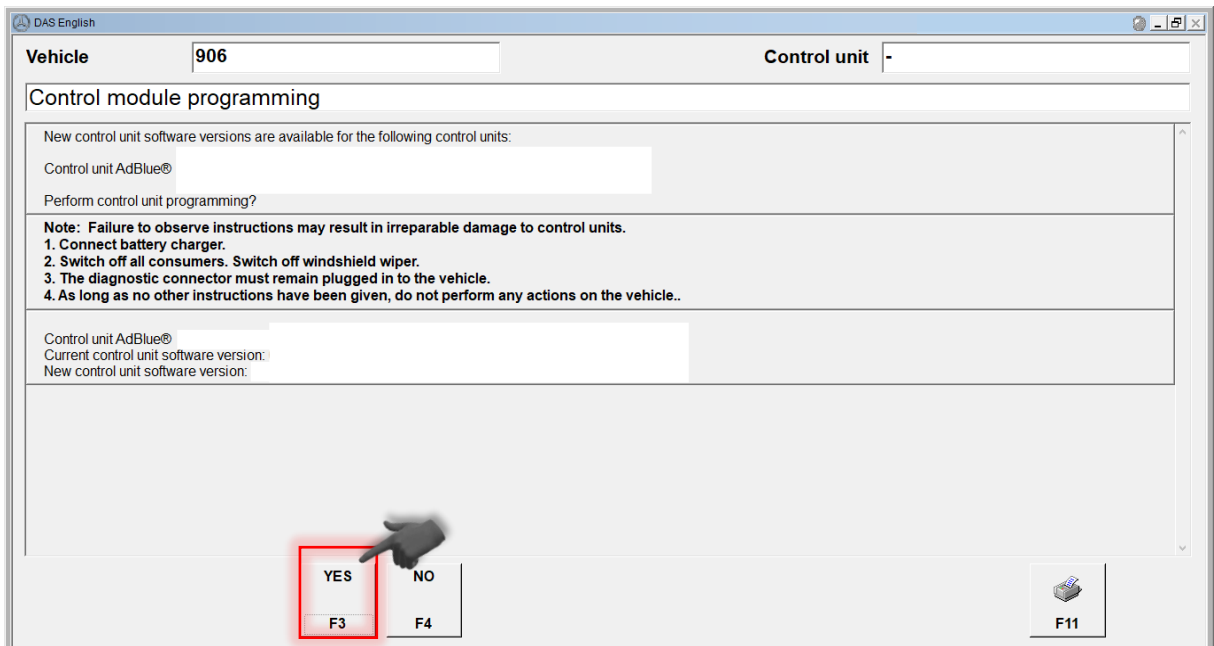 DAS English
Vehicle 906 Control unit -
Control module programming
New control unit software versions are available for the following control units:
Control unit AdBlue®
Perform control unit programming?
Note: Failure to observe instructions may result in irreparable damage to control units.
1. Connect battery charger.
2. Switch off all consumers. Switch off windshield wiper.
3. The diagnostic connector must remain plugged in to the vehicle.
4. As long as no other instructions have been given, do not perform any actions on the vehicle..
Control unit AdBlue®
Current control unit software version:
New control unit software version:
YES NO
F3 F4 F11